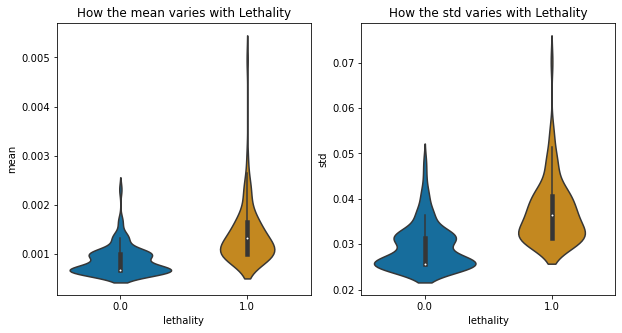 How the mean varies with Lethality
0.005
0.004
0.003
0.002
0.001
mean
0.0
1.0
lethality
How the std varies with Lethality
0.07
0.06
0.05
0.04
0.03
0.02
std
0.0
1.0
lethality